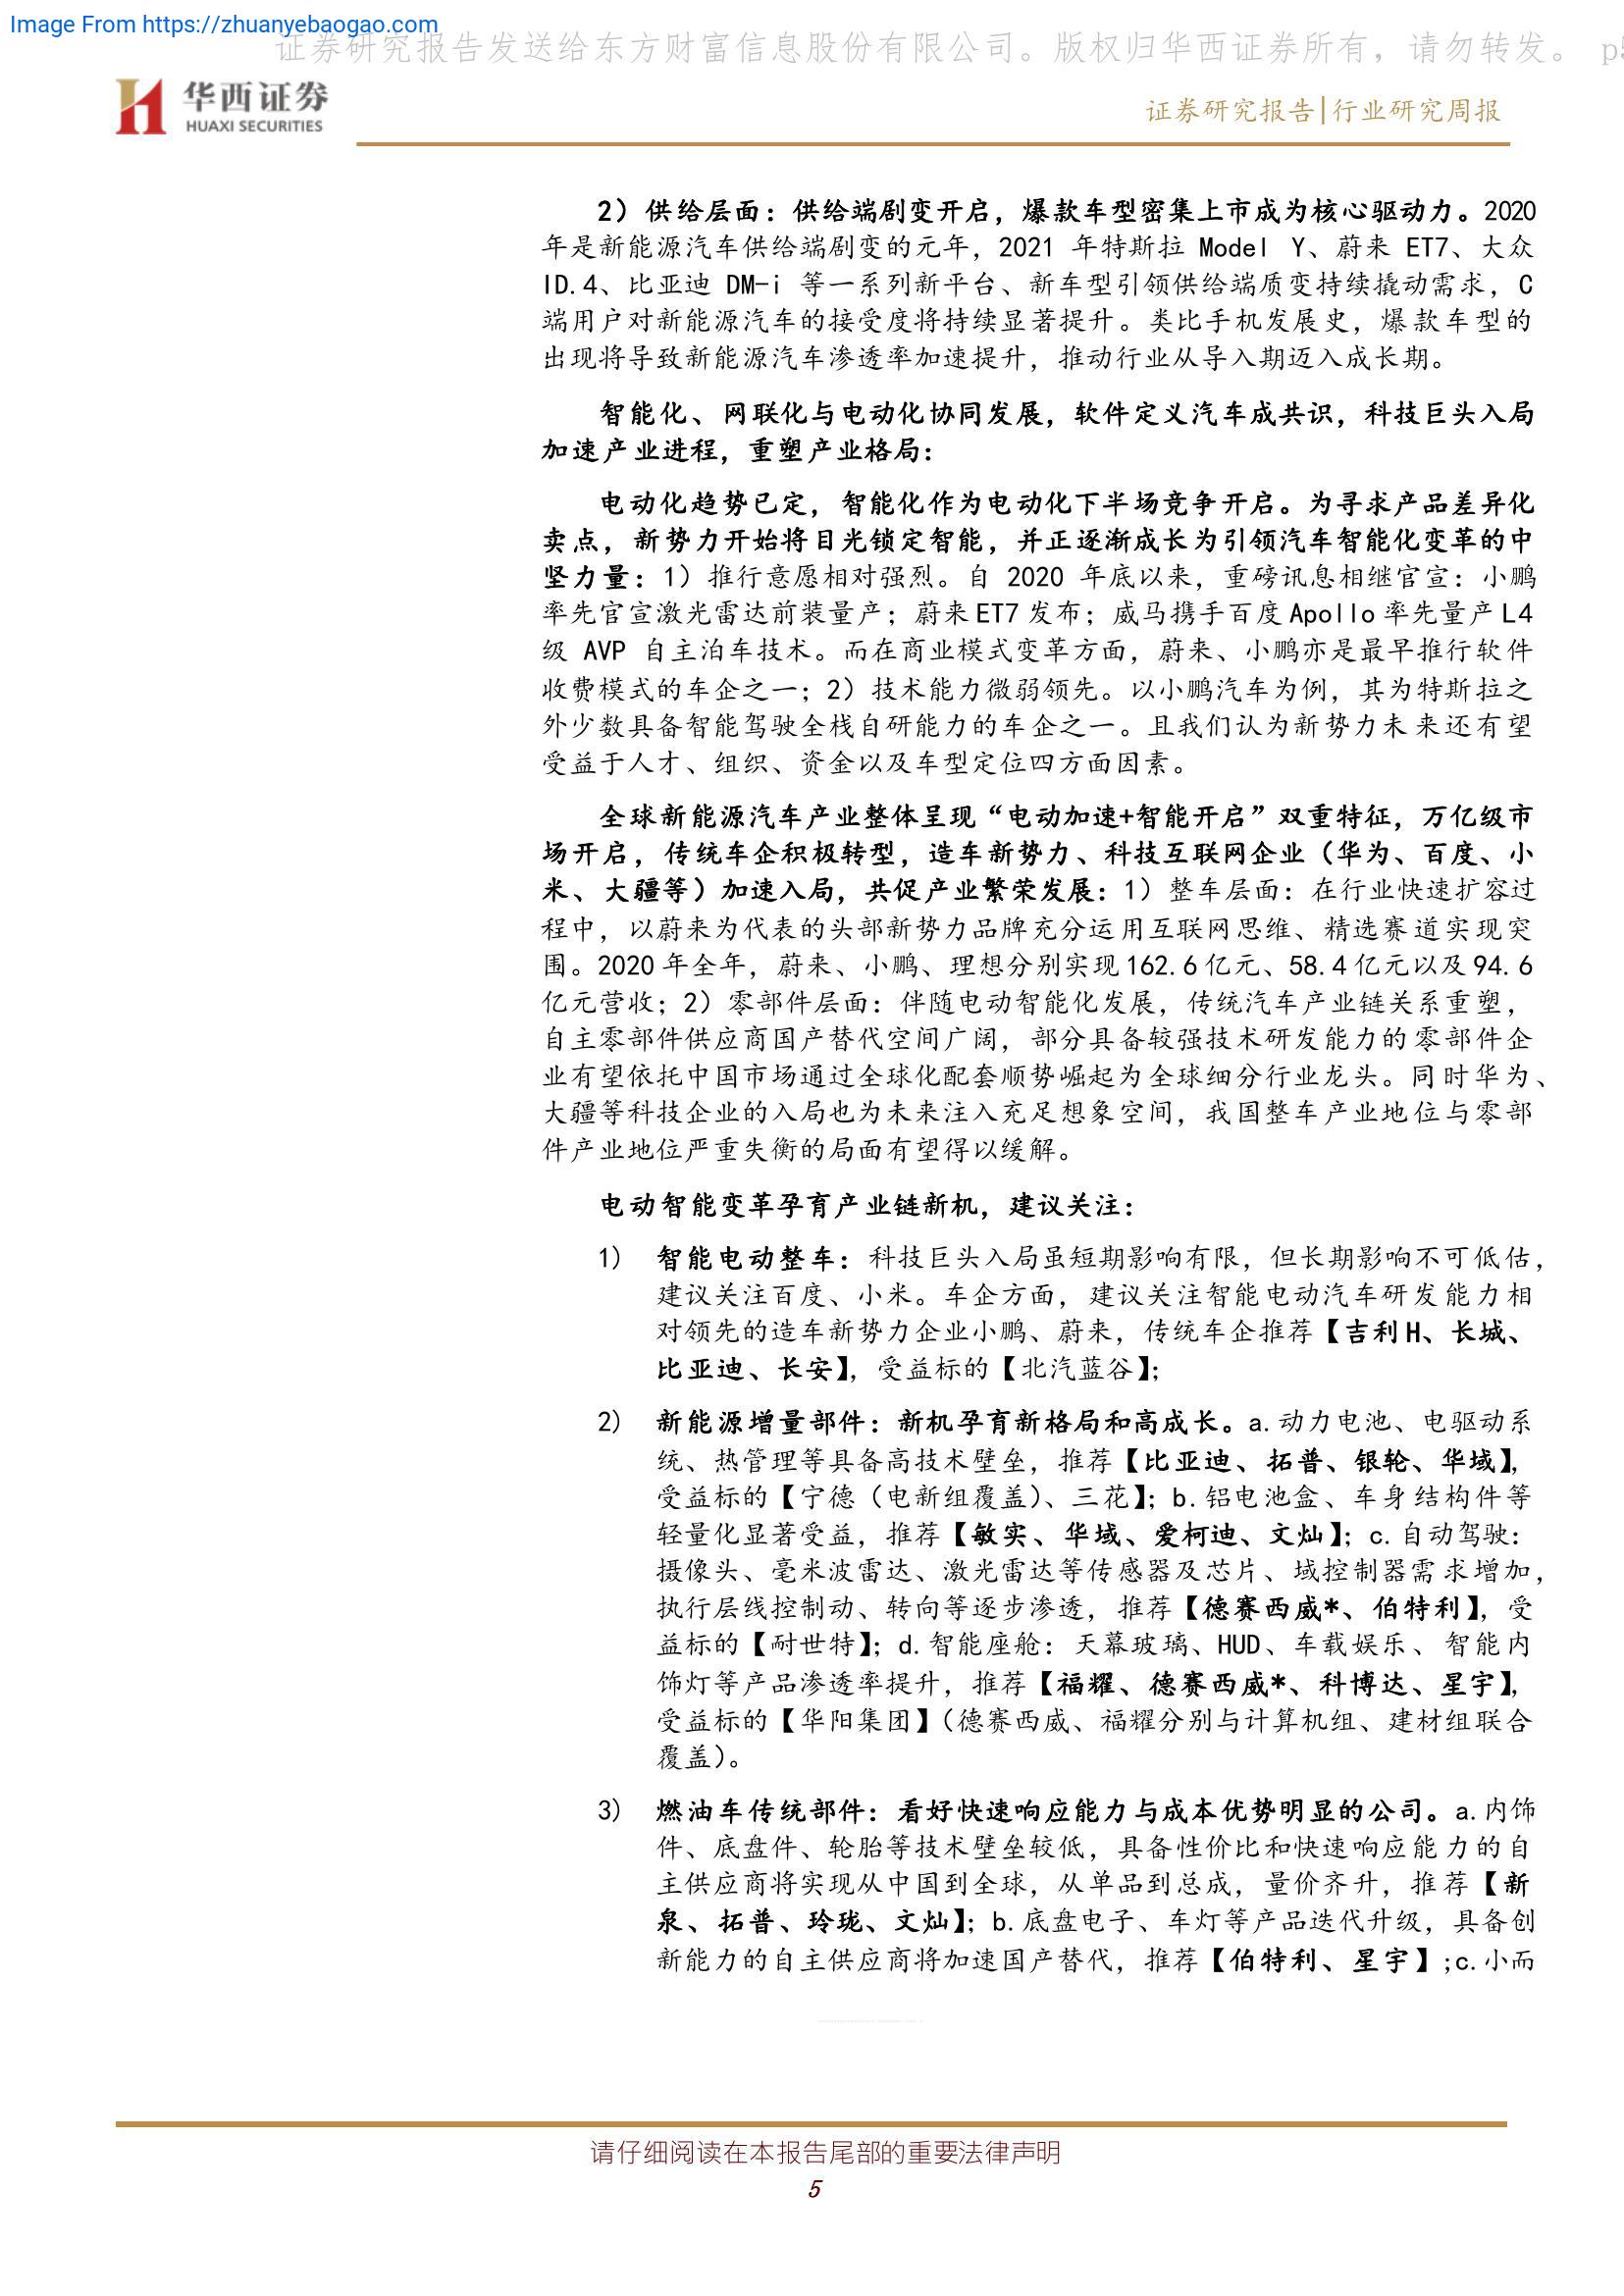 Image From https://zhuanyebaogao.com
证券研究报告发送给东方财富信息股份有限公司。版权归华西证券所有，请勿转发。 p5
华西证券
HUAXI SECURITIES
证券研究报告|行业研究周报
2）供给层面：供给端剧变开启，爆款车型密集上市成为核心驱动力。2020
年是新能源汽车供给端剧变的元年，2021 年特斯拉 Model Y、蔚来 ET7、大众
ID.4、比亚迪 DM-i 等一系列新平台、新车型引领供给端质变持续撬动需求，C
端用户对新能源汽车的接受度将持续显著提升。类比手机发展史，爆款车型的
出现将导致新能源汽车渗透率加速提升，推动行业从导入期迈入成长期。
智能化、网联化与电动化协同发展，软件定义汽车成共识，科技巨头入局
加速产业进程，重塑产业格局：
电动化趋势已定，智能化作为电动化下半场竞争开启。为寻求产品差异化
卖点，新势力开始将目光锁定智能，并正逐渐成长为引领汽车智能化变革的中
坚力量：1）推行意愿相对强烈。自 2020 年底以来，重磅讯息相继官宣：小鹏
率先官宣激光雷达前装量产；蔚来 ET7 发布；威马携手百度 Apollo 率先量产 L4
级 AVP 自主泊车技术。而在商业模式变革方面，蔚来、小鹏亦是最早推行软件
收费模式的车企之一；2）技术能力微弱领先。以小鹏汽车为例，其为特斯拉之
外少数具备智能驾驶全栈自研能力的车企之一。且我们认为新势力未来还有望
受益于人才、组织、资金以及车型定位四方面因素。
全球新能源汽车产业整体呈现“电动加速+智能开启”双重特征，万亿级市
场开启，传统车企积极转型，造车新势力、科技互联网企业（华为、百度、小
米、大疆等）加速入局，共促产业繁荣发展：1）整车层面：在行业快速扩容过
程中，以蔚来为代表的头部新势力品牌充分运用互联网思维、精选赛道实现突
围。2020 年全年，蔚来、小鹏、理想分别实现 162.6 亿元、58.4 亿元以及 94.6
亿元营收；2）零部件层面：伴随电动智能化发展，传统汽车产业链关系重塑，
自主零部件供应商国产替代空间广阔，部分具备较强技术研发能力的零部件企
业有望依托中国市场通过全球化配套顺势崛起为全球细分行业龙头。同时华为、
大疆等科技企业的入局也为未来注入充足想象空间，我国整车产业地位与零部
件产业地位严重失衡的局面有望得以缓解。
电动智能变革孕育产业链新机，建议关注：
1） 智能电动整车：科技巨头入局虽短期影响有限，但长期影响不可低估，
建议关注百度、小米。车企方面，建议关注智能电动汽车研发能力相
对领先的造车新势力企业小鹏、蔚来，传统车企推荐【吉利 H、长城、
比亚迪、长安】，受益标的【北汽蓝谷】；
2） 新能源增量部件：新机孕育新格局和高成长。a.动力电池、电驱动系
统、热管理等具备高技术壁垒，推荐【比亚迪、拓普、银轮、华域】，
受益标的【宁德（电新组覆盖）、三花】；b.铝电池盒、车身结构件等
轻量化显著受益，推荐【敏实、华域、爱柯迪、文灿】；c.自动驾驶：
摄像头、毫米波雷达、激光雷达等传感器及芯片、域控制器需求增加，
执行层线控制动、转向等逐步渗透，推荐【德赛西威*、伯特利】，受
益标的【耐世特】；d.智能座舱：天幕玻璃、HUD、车载娱乐、智能内
饰灯等产品渗透率提升，推荐【福耀、德赛西威*、科博达、星宇】，
受益标的【华阳集团】（德赛西威、福耀分别与计算机组、建材组联合
覆盖）。
3） 燃油车传统部件：看好快速响应能力与成本优势明显的公司。a.内饰
件、底盘件、轮胎等技术壁垒较低，具备性价比和快速响应能力的自
主供应商将实现从中国到全球，从单品到总成，量价齐升，推荐【新
泉、拓普、玲珑、文灿】；b.底盘电子、车灯等产品迭代升级，具备创
新能力的自主供应商将加速国产替代，推荐【伯特利、星宇】;c.小而
请仔细阅读在本报告尾部的重要法律声明
5